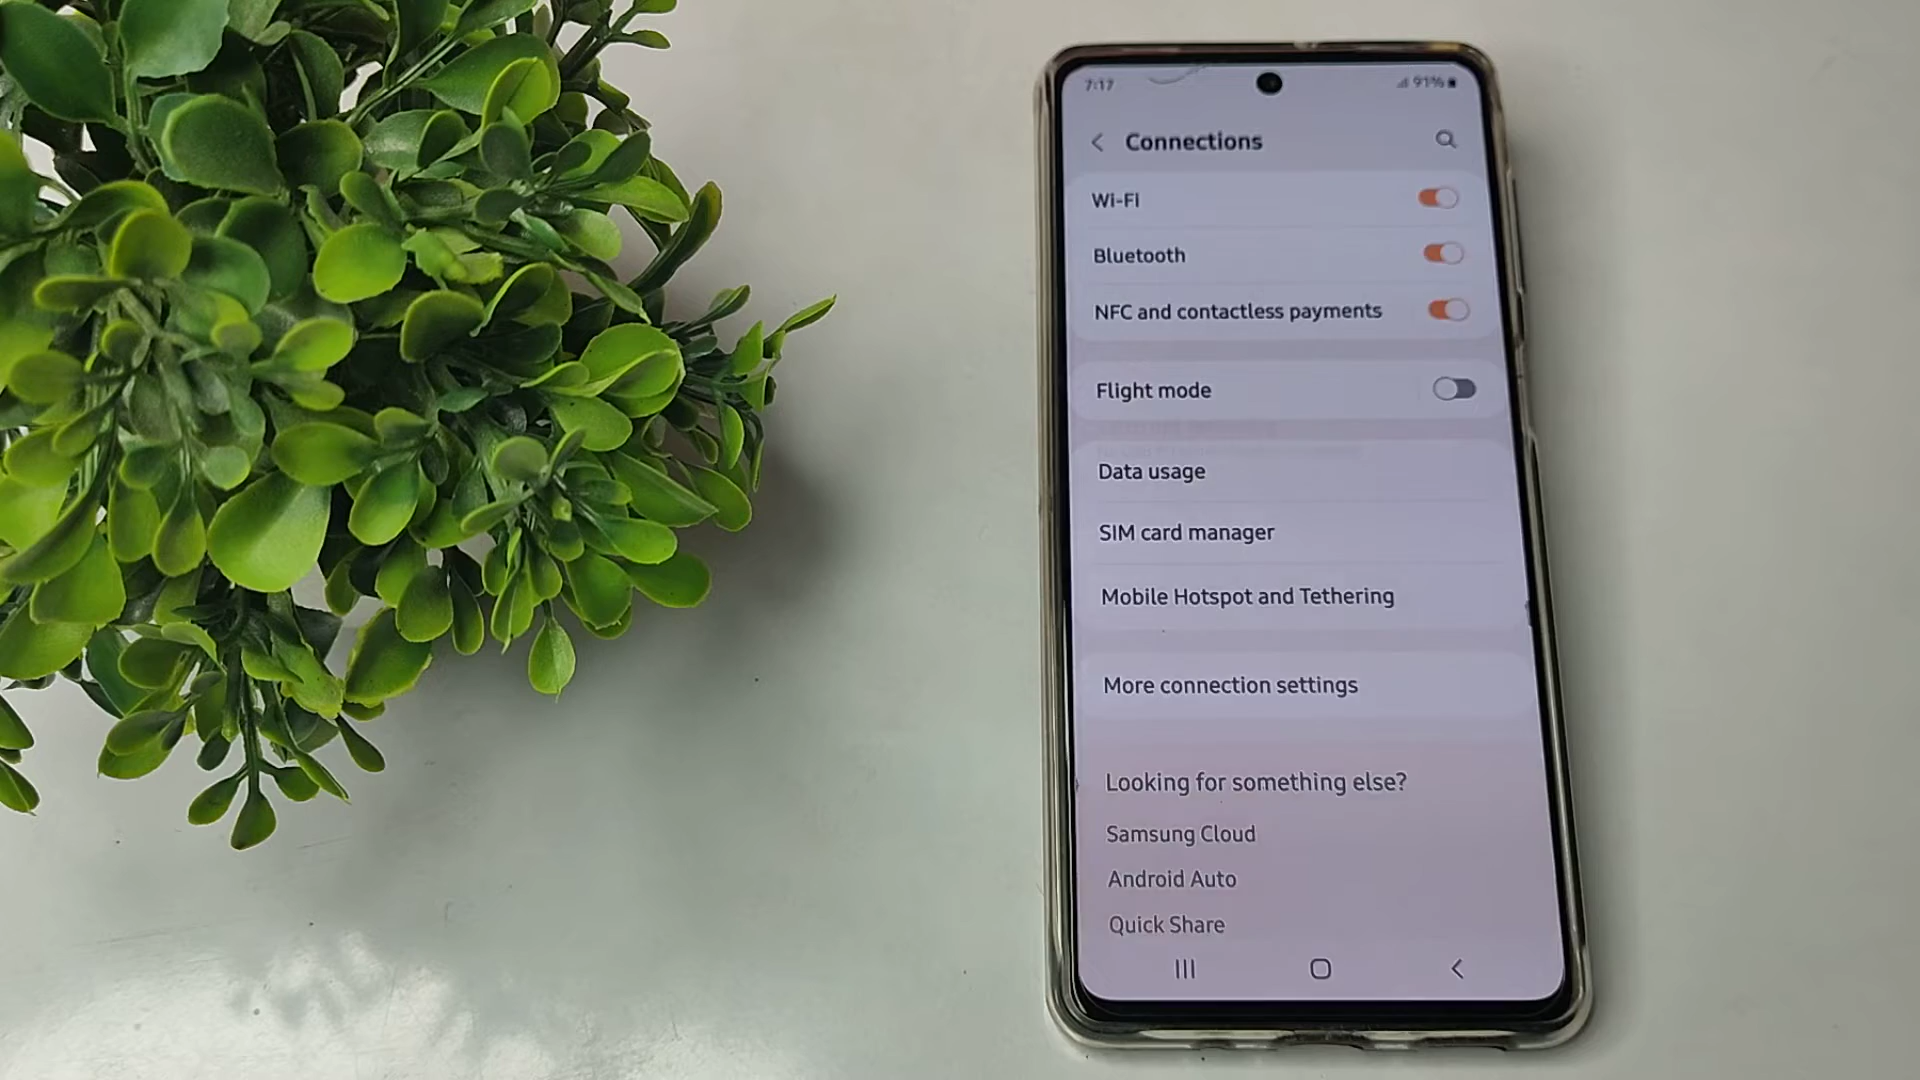 7:17
91%
Connections
Wi-Fi
Bluetooth
NFC and contactless payments
Flight mode
Data usage
SIM card manager
Mobile Hotspot and Tethering
More connection settings
Looking for something else?
Samsung Cloud
Android Auto
Quick Share